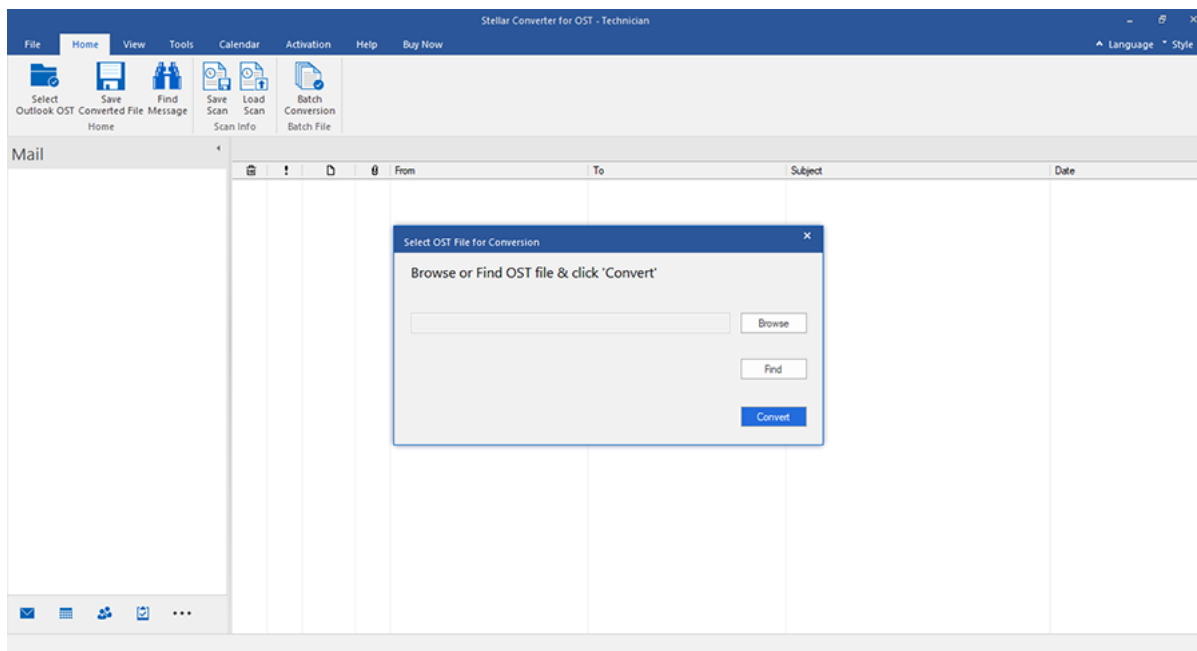 Stellar Converter for OST - Technician
File Home View Tools Calendar Activation Help Buy Now Language Style
Select Outlook OST
Save Converted File
Find Message
Save Scan
Load Scan
Batch Conversion
Home Scan Info Batch File
Mail
From To Subject Date
Select OST File for Conversion
Browse or Find OST file & click 'Convert'
Browse
Find
Convert